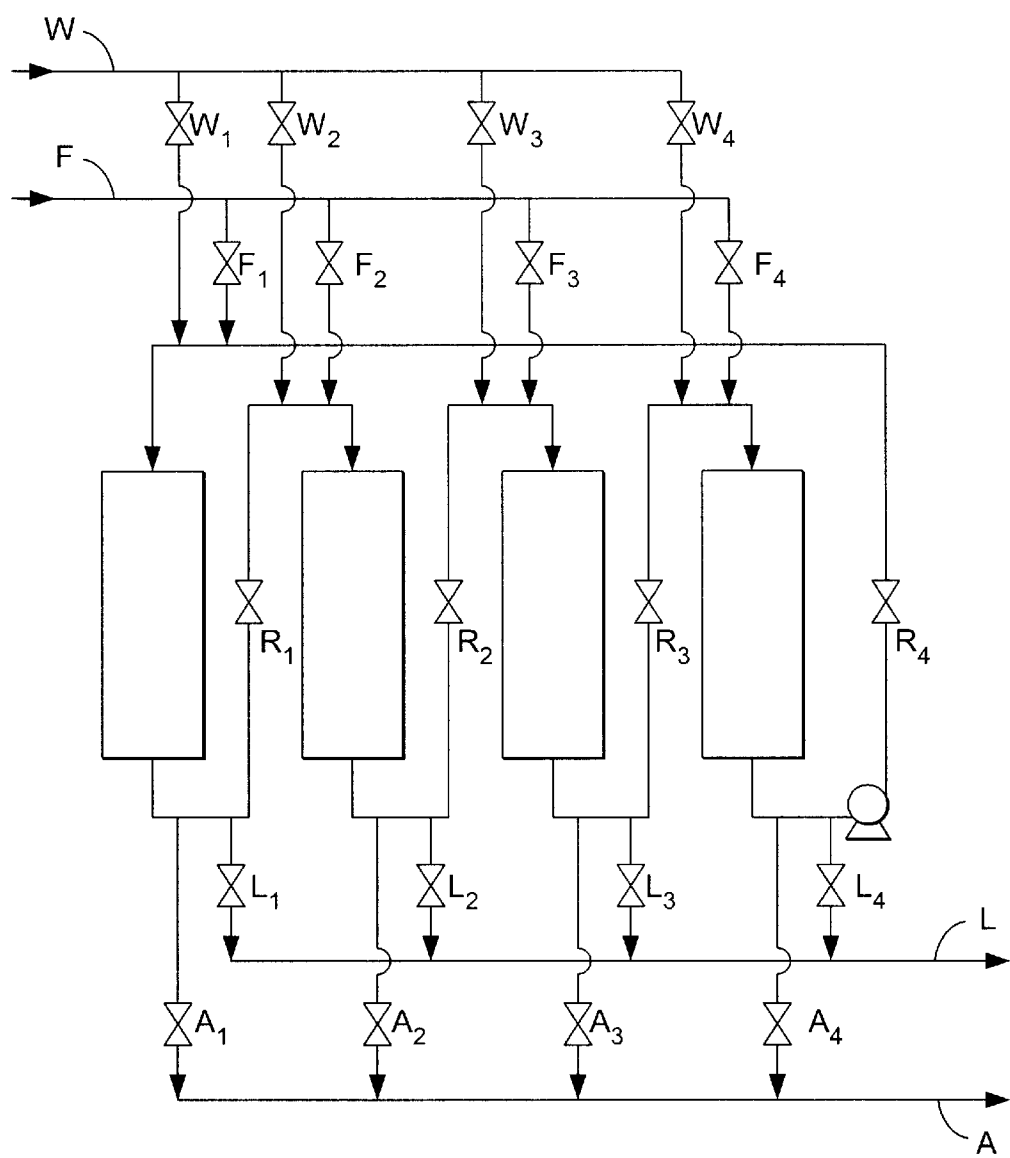 W
W₁ W₂ W₃ W₄
F
F₁ F₂ F₃ F₄
R₁ R₂ R₃ R₄
L₁ L₂ L₃ L₄
L
A₁ A₂ A₃ A₄
A